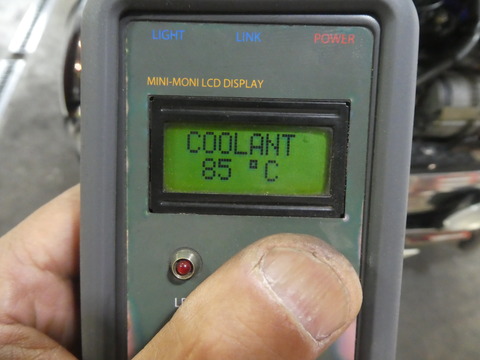 LIGHT LINK POWER
MINI-MONI LCD DISPLAY
COOLANT
85 °C